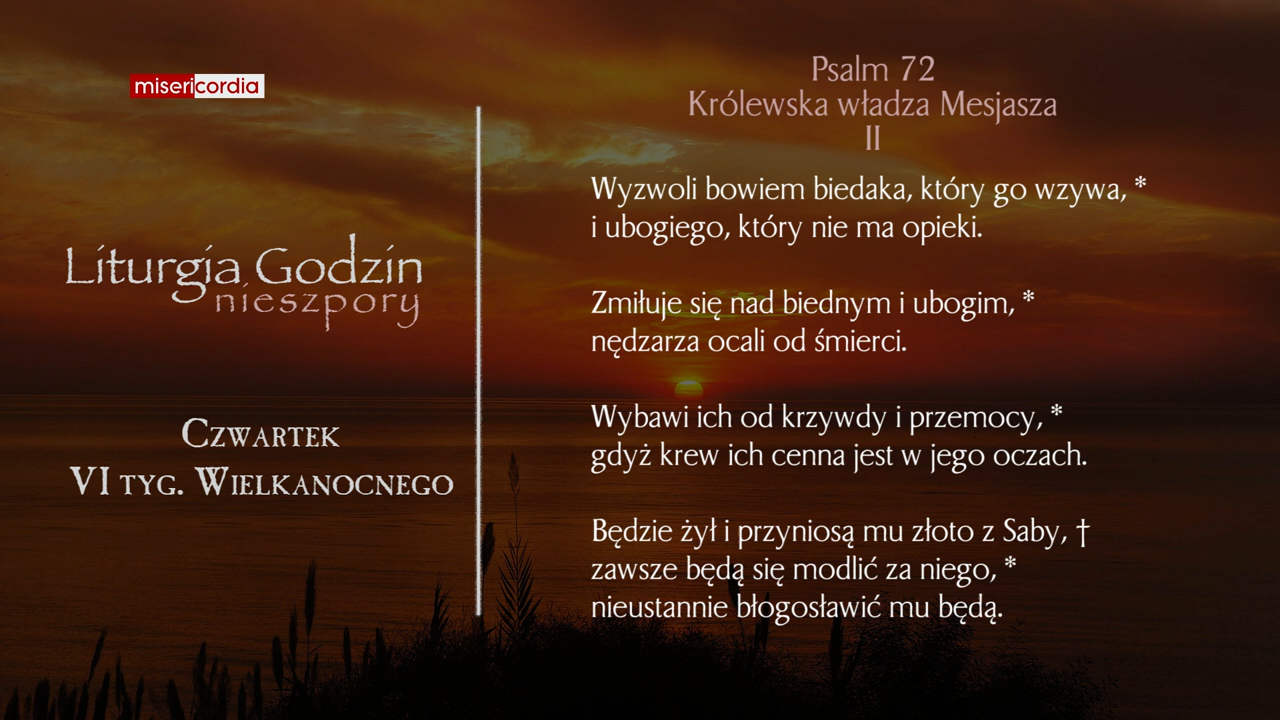 misericordia
Liturgia Godzin
nieszpory
Czwartek
VI tyg. Wielkanocnego
Psalm 72
Królewska władza Mesjasza
II
Wyzwoli bowiem biedaka, który go wzywa, *
i ubogiego, który nie ma opieki.
Zmiłuje się nad biednym i ubogim, *
nędzarza ocali od śmierci.
Wybawi ich od krzywdy i przemocy, *
gdyż krew ich cenna jest w jego oczach.
Będzie żył i przyniosą mu złoto z Saby, †
zawsze będą się modlić za niego, *
nieustannie błogosławić mu będą.